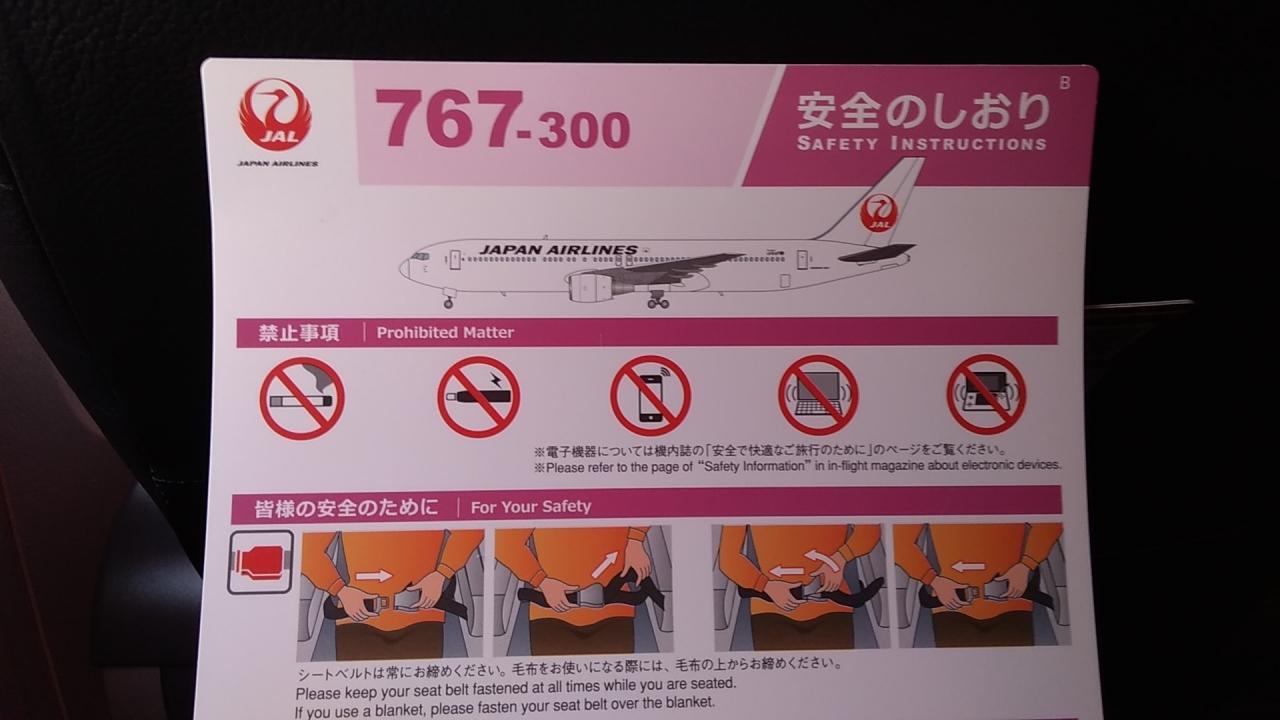 JAL
JAPAN AIRLINES
767-300
B
安全のしおり
SAFETY INSTRUCTIONS
JAPAN AIRLINES
JAL
禁止事項 Prohibited Matter
※電子機器については機内誌の「安全で快適なご旅行のために」のページをご覧ください。
※Please refer to the page of “Safety Information” in in-flight magazine about electronic devices.
皆様の安全のために For Your Safety
シートベルトは常にお締めください。毛布をお使いになる際には、毛布の上からお締めください。
Please keep your seat belt fastened at all times while you are seated.
If you use a blanket, please fasten your seat belt over the blanket.